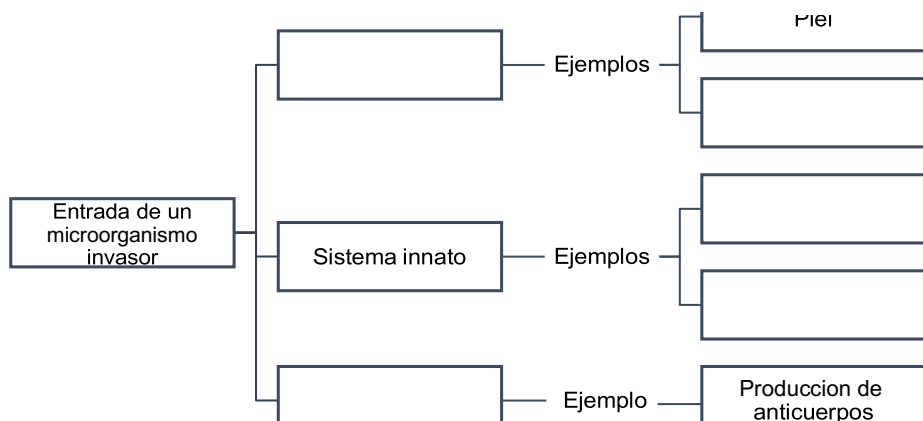 Piel
Ejemplos
Entrada de un
microorganismo
invasor
Sistema innato
Ejemplos
Ejemplo
Produccion de
anticuerpos